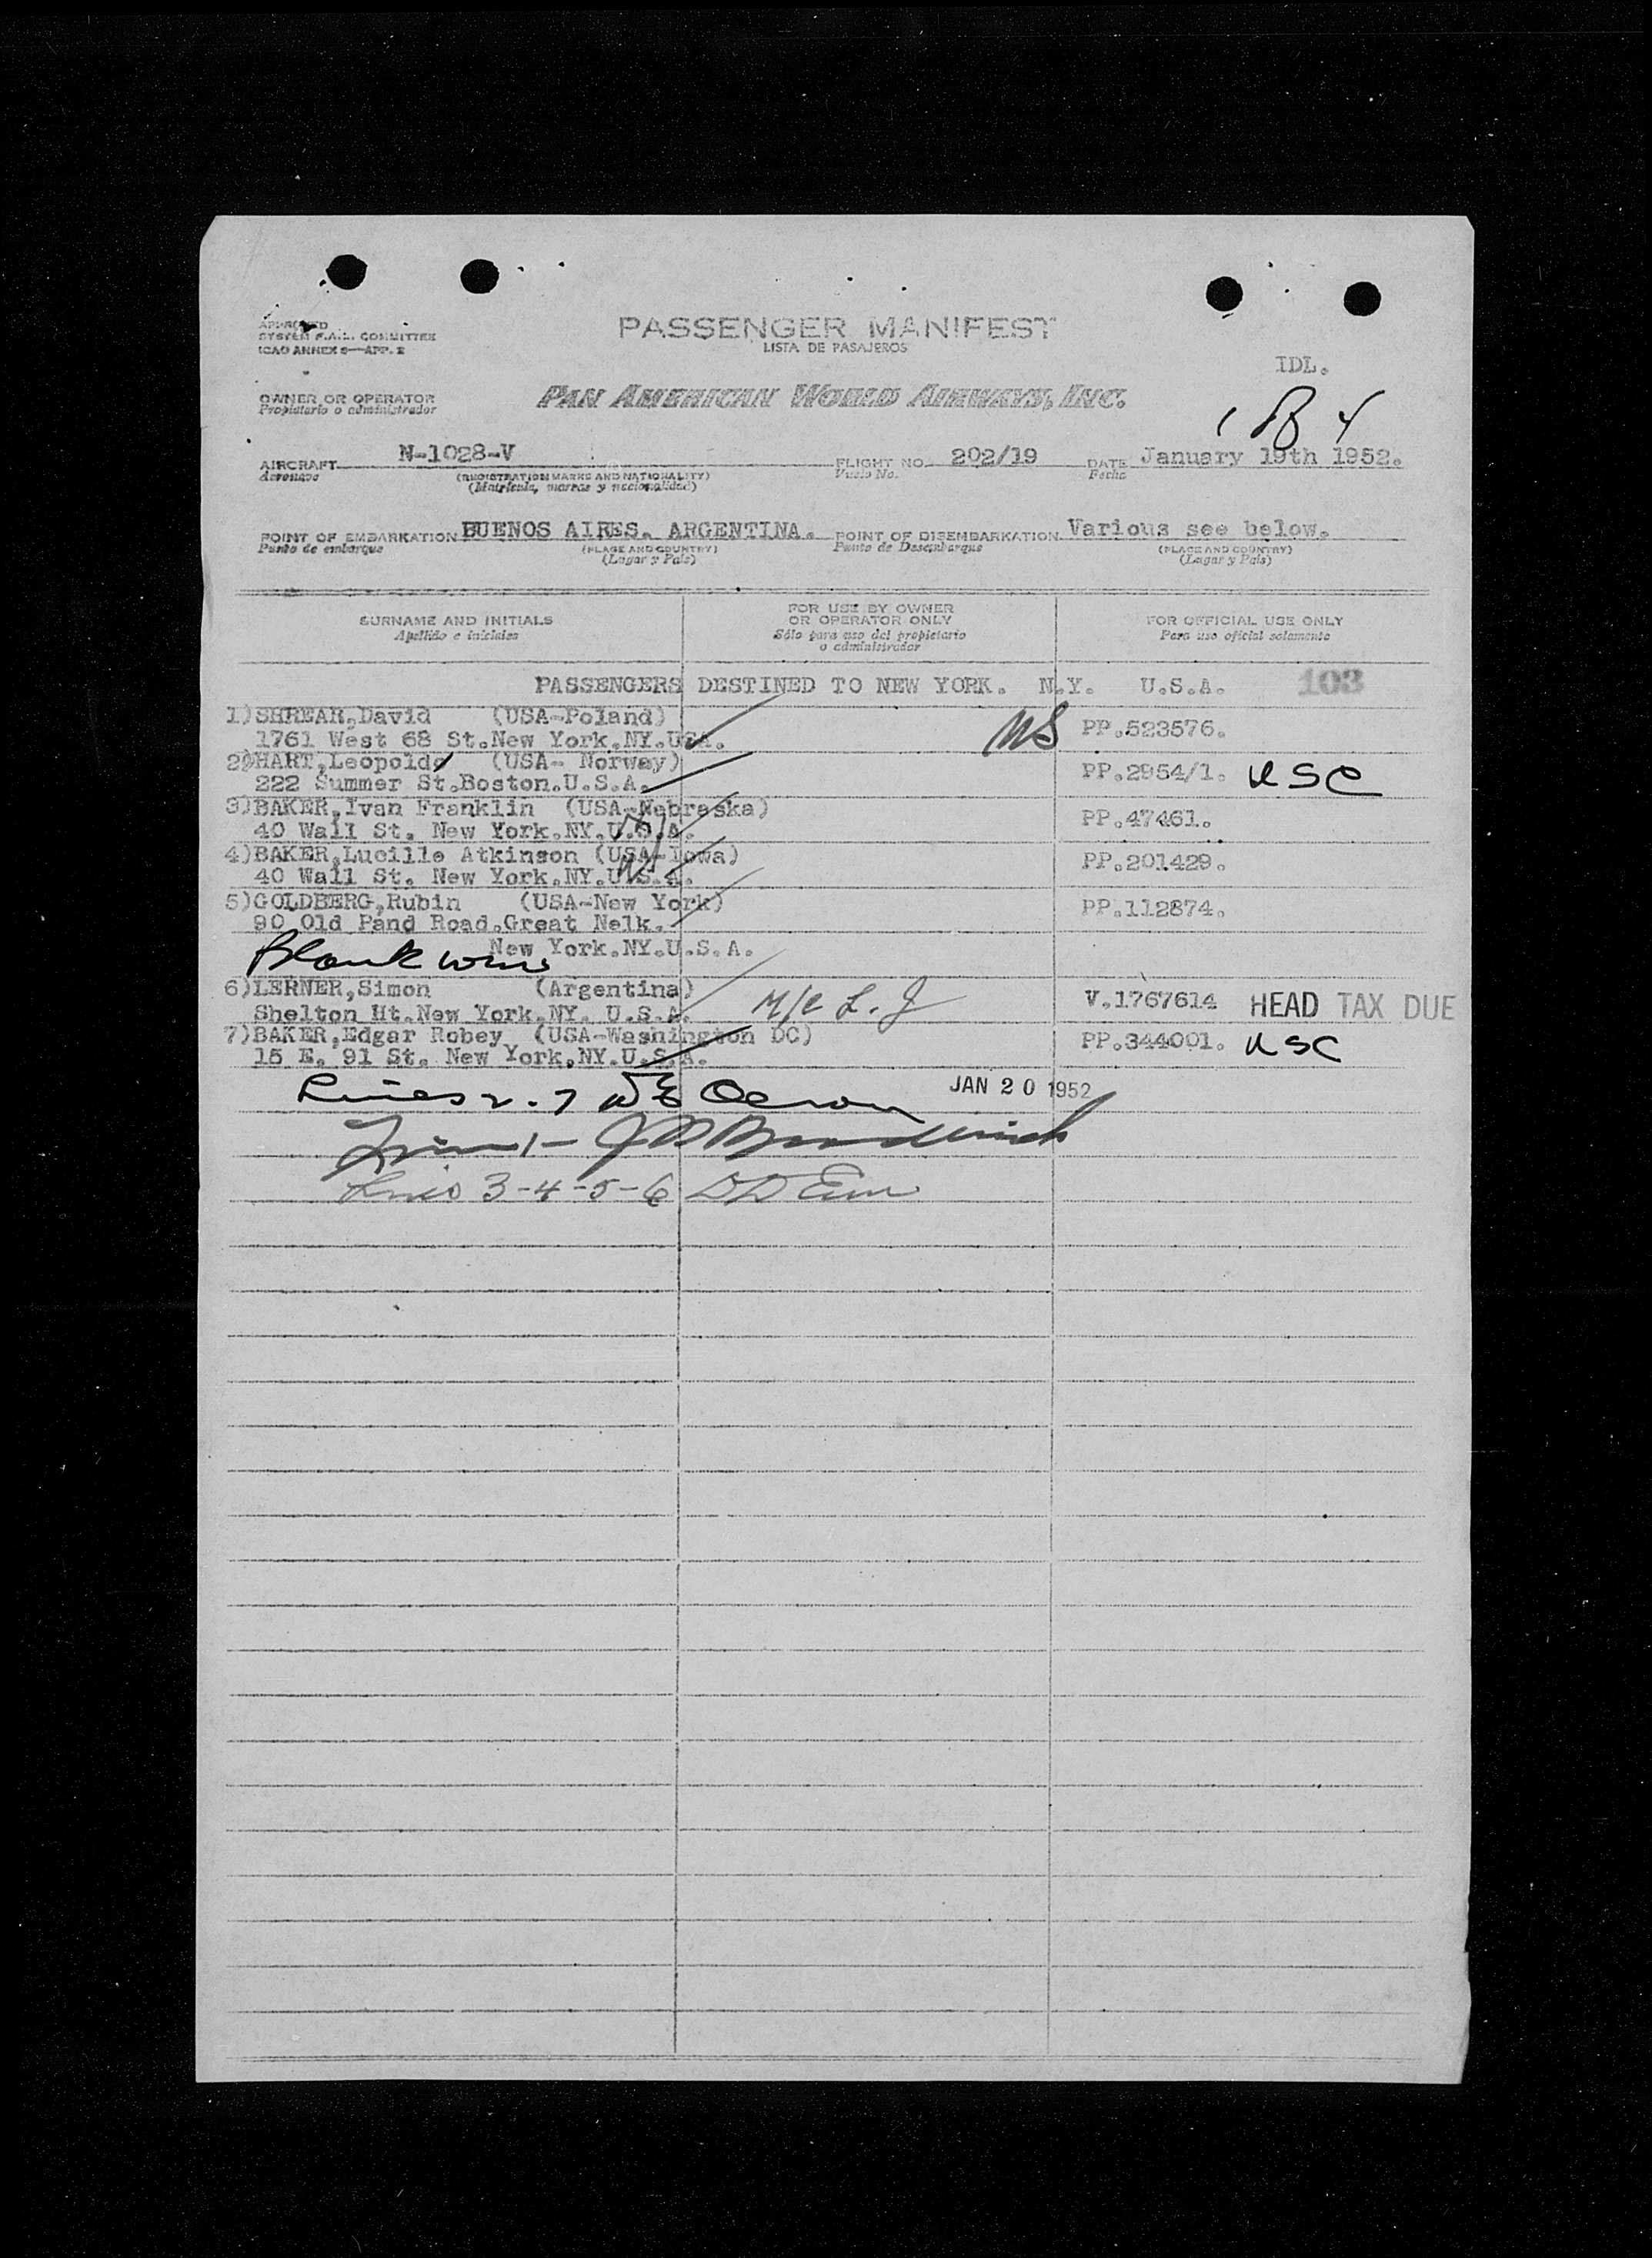 APPROVED
SYSTEM F.A.L. COMMITTEE
ICAO ANNEX 9—APP. 2
PASSENGER MANIFEST
LISTA DE PASAJEROS
IDL.
OWNER OR OPERATOR
Propietario o administrador
PAN AMERICAN WORLD AIRWAYS, INC.
1 B 4
AIRCRAFT N-1028-V FLIGHT NO. 202/19 DATE January 19th 1952.
Aeronave (REGISTRATION MARKS AND NATIONALITY) Vuelo No. Fecha
(Matrícula, marcas y nacionalidad)
POINT OF EMBARKATION BUENOS AIRES. ARGENTINA. POINT OF DISEMBARKATION Various see below.
Punto de embarque (PLACE AND COUNTRY) Punto de Desembarque (PLACE AND COUNTRY)
(Lugar y País) (Lugar y País)
SURNAME AND INITIALS FOR USE BY OWNER OR OPERATOR ONLY FOR OFFICIAL USE ONLY
Apellido e iniciales Sólo para uso del propietario o administrador Para uso oficial solamente
PASSENGERS DESTINED TO NEW YORK. N.Y. U.S.A. 103
1)SHREAR,David (USA-Poland)
1761 West 68 St.New York.NY.USA. US PP.523576.
2)HART,Leopoldo (USA- Norway)
222 Summer St.Boston.U.S.A. PP.2954/1. USC
3)BAKER,Ivan Franklin (USA-Nebraska)
40 Wall St. New York.NY.U.S.A. PP.47461.
4)BAKER,Lucille Atkinson (USA-Iowa)
40 Wall St. New York.NY.U.S.A. PP.201429.
5)GOLDBERG,Rubin (USA-New York)
90 Old Pand Road.Great Nelk. PP.112874.
New York.NY.U.S.A.
Blank
6)LERNER,Simon (Argentina)
Shelton Ht.New York.NY. U.S.A. M/C L.J V.1767614 HEAD TAX DUE
7)BAKER,Edgar Robey (USA-Washington DC)
15 E. 91 St. New York,NY.U.S.A. PP.344001. USC
Lines 2.7 JAN 20 1952
Line 1-
Lines 3-4-5-6